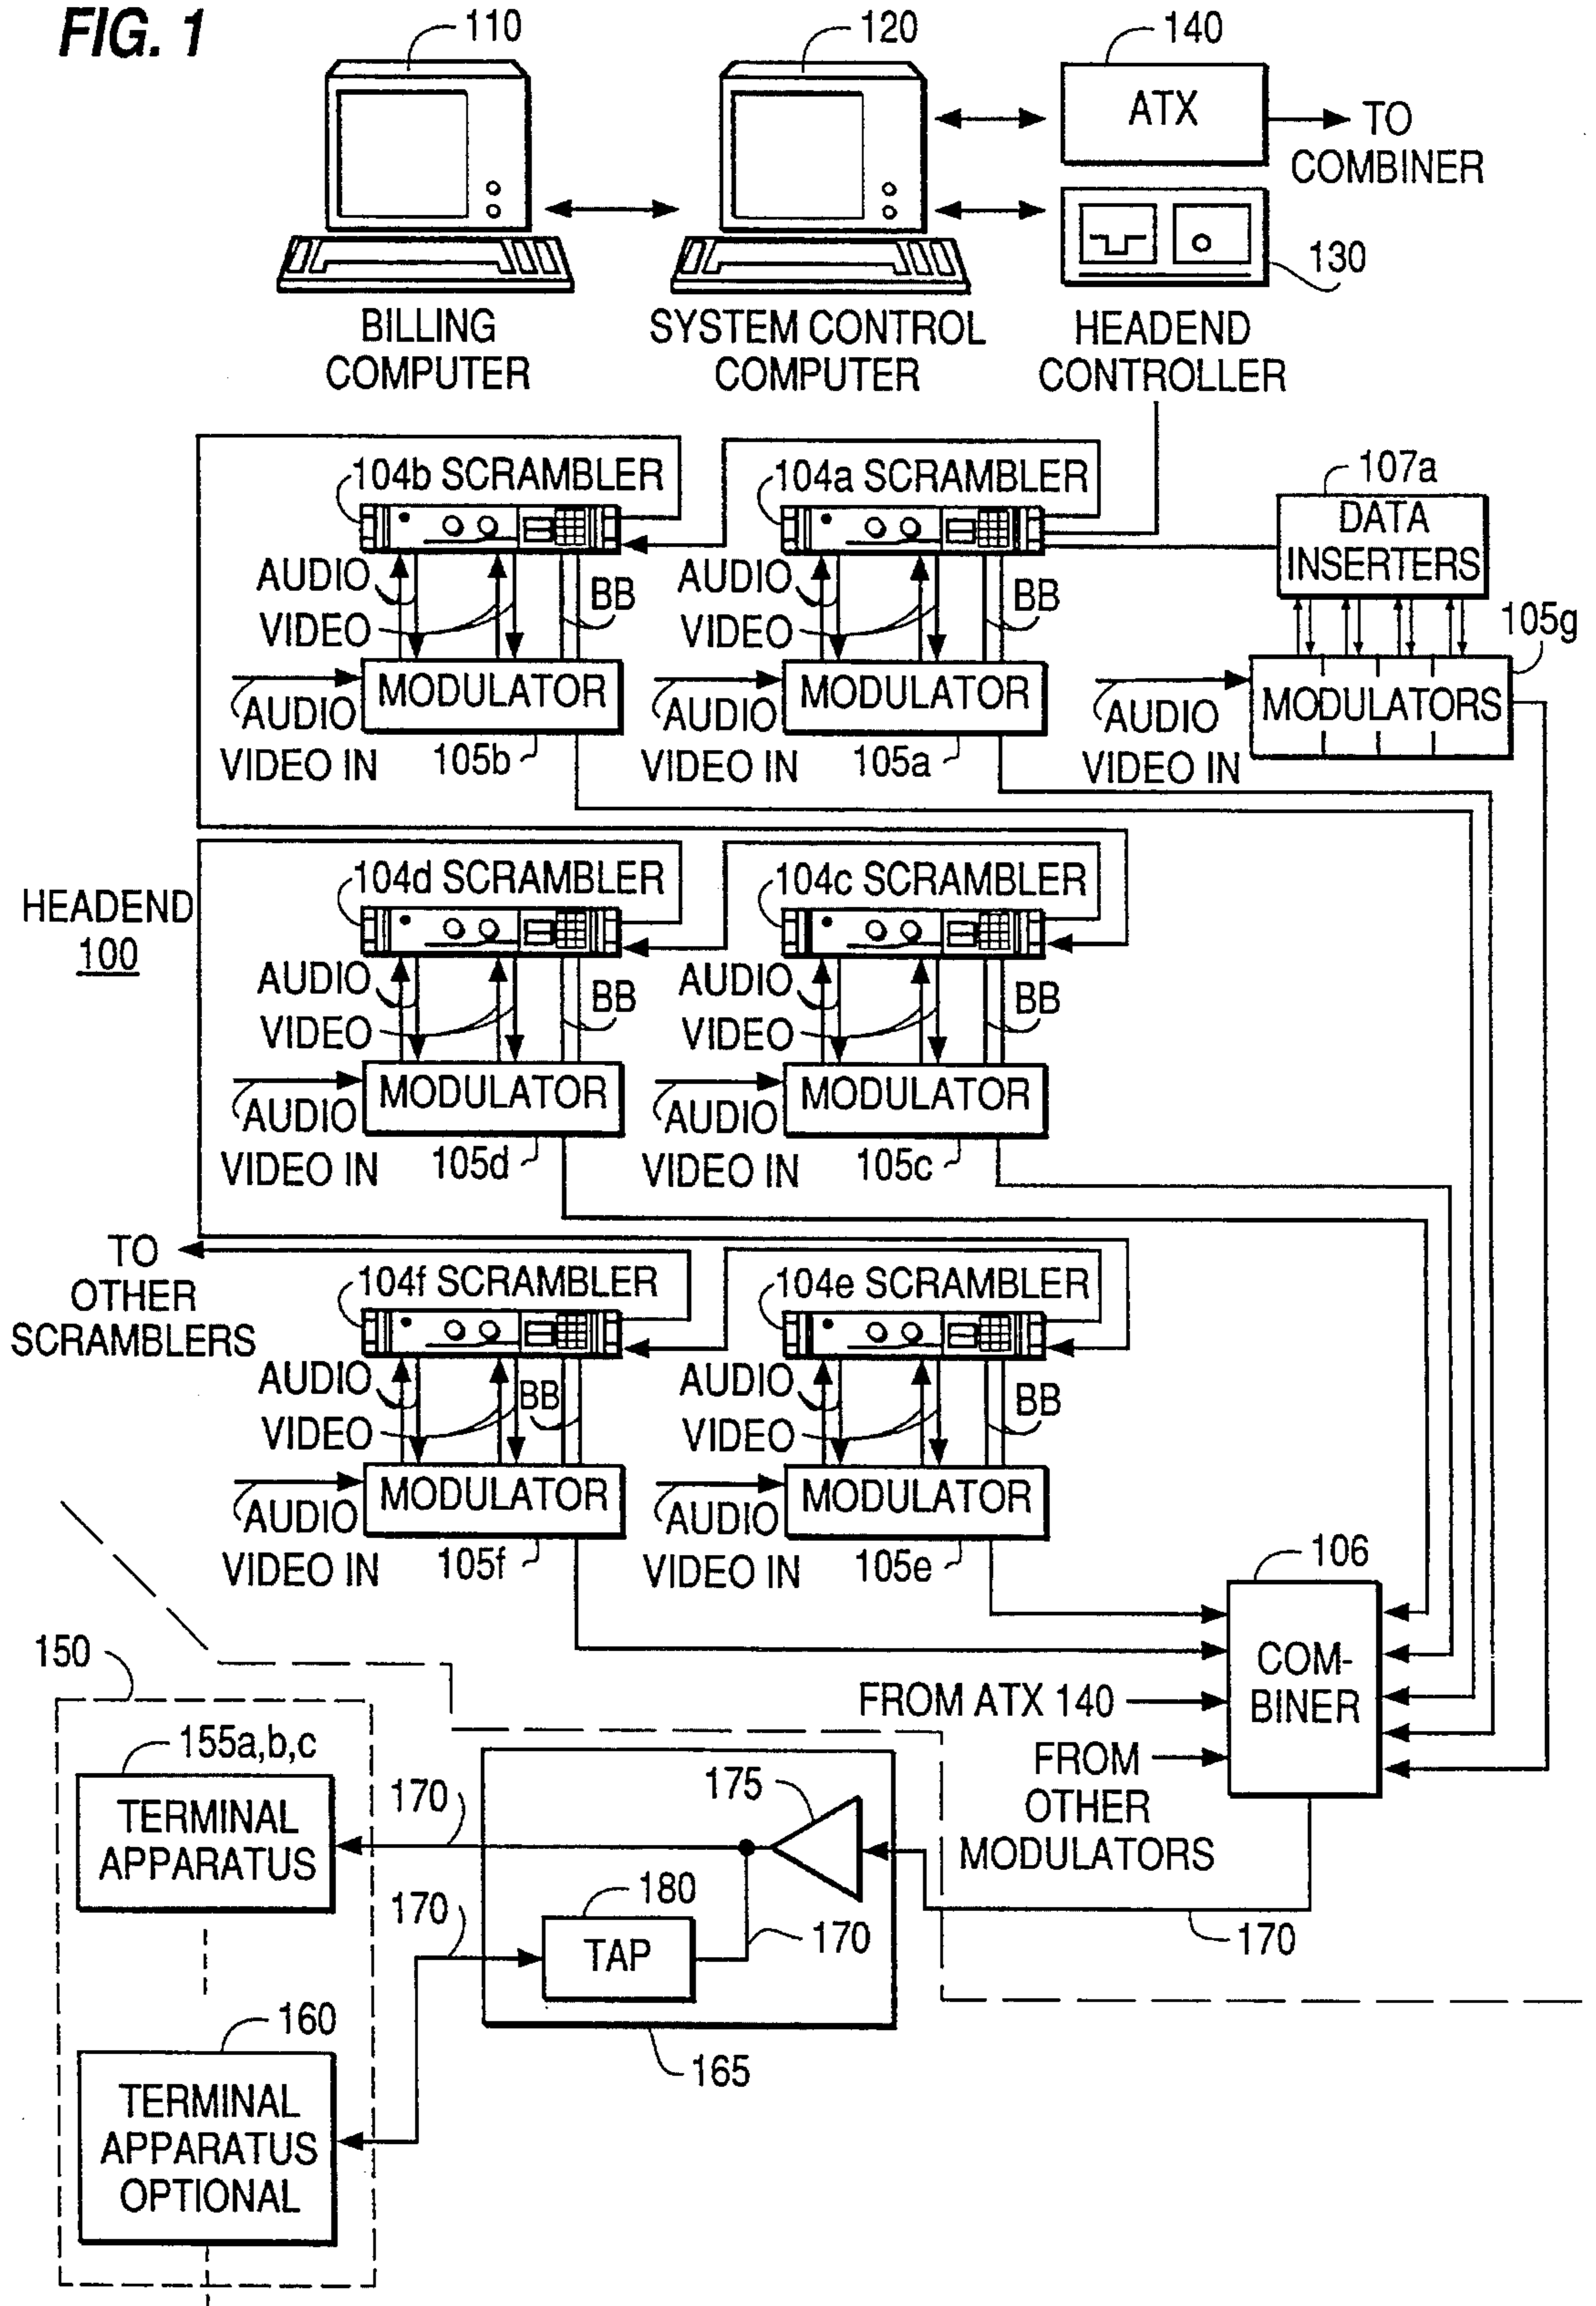 FIG. 1
110
120
140
ATX
TO
COMBINER
130
BILLING
COMPUTER
SYSTEM CONTROL
COMPUTER
HEADEND
CONTROLLER
104b SCRAMBLER
104a SCRAMBLER
107a
DATA
INSERTERS
AUDIO
VIDEO
BB
AUDIO
VIDEO
BB
105g
MODULATOR
MODULATOR
MODULATORS
AUDIO
VIDEO IN
105b
AUDIO
VIDEO IN
105a
AUDIO
VIDEO IN
HEADEND
100
104d SCRAMBLER
104c SCRAMBLER
AUDIO
VIDEO
BB
AUDIO
VIDEO
BB
MODULATOR
MODULATOR
AUDIO
VIDEO IN
105d
AUDIO
VIDEO IN
105c
TO
OTHER
SCRAMBLERS
104f SCRAMBLER
104e SCRAMBLER
AUDIO
VIDEO
BB
AUDIO
VIDEO
BB
MODULATOR
MODULATOR
AUDIO
VIDEO IN
105f
AUDIO
VIDEO IN
105e
106
COM-
BINER
FROM ATX 140
FROM
OTHER
MODULATORS
150
155a,b,c
TERMINAL
APPARATUS
170
175
170
180
TAP
170
170
165
160
TERMINAL
APPARATUS
OPTIONAL